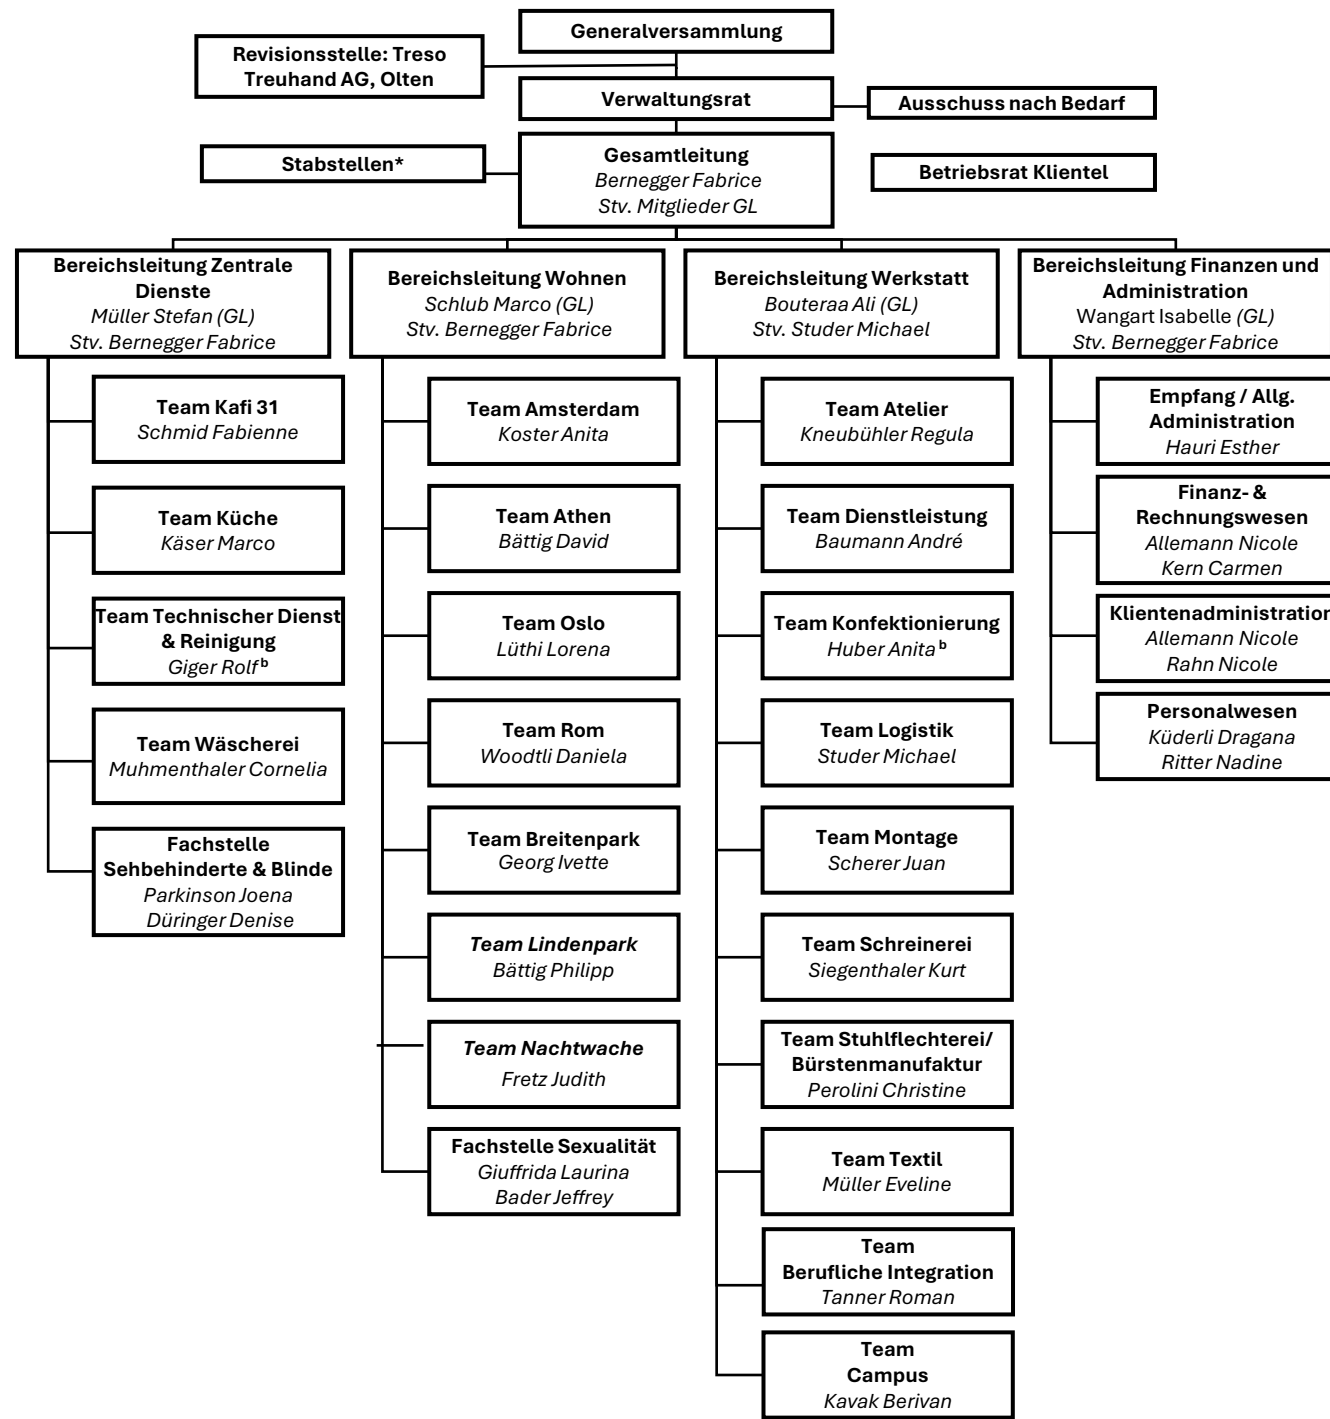 Generalversammlung
Revisionsstelle: Treso
Treuhand AG, Olten
Verwaltungsrat
Ausschuss nach Bedarf
Stabstellen*
Gesamtleitung
Bernegger Fabrice
Stv. Mitglieder GL
Betriebsrat Klientel
Bereichsleitung Zentrale
Dienste
Müller Stefan (GL)
Stv. Bernegger Fabrice
Team Kafi 31
Schmid Fabienne
Team Küche
Käser Marco
Team Technischer Dienst
& Reinigung
Giger Rolf ᵇ
Team Wäscherei
Muhmenthaler Cornelia
Fachstelle
Sehbehinderte & Blinde
Parkinson Joena
Düringer Denise
Bereichsleitung Wohnen
Schlub Marco (GL)
Stv. Bernegger Fabrice
Team Amsterdam
Koster Anita
Team Athen
Bättig David
Team Oslo
Lüthi Lorena
Team Rom
Woodtli Daniela
Team Breitenpark
Georg Ivette
Team Lindenpark
Bättig Philipp
Team Nachtwache
Fretz Judith
Fachstelle Sexualität
Giuffrida Laurina
Bader Jeffrey
Bereichsleitung Werkstatt
Bouteraa Ali (GL)
Stv. Studer Michael
Team Atelier
Kneubühler Regula
Team Dienstleistung
Baumann André
Team Konfektionierung
Huber Anita ᵇ
Team Logistik
Studer Michael
Team Montage
Scherer Juan
Team Schreinerei
Siegenthaler Kurt
Team Stuhlflechterei/
Bürstenmanufaktur
Perolini Christine
Team Textil
Müller Eveline
Team
Berufliche Integration
Tanner Roman
Team
Campus
Kavak Berivan
Bereichsleitung Finanzen und
Administration
Wangart Isabelle (GL)
Stv. Bernegger Fabrice
Empfang / Allg.
Administration
Hauri Esther
Finanz- &
Rechnungswesen
Allemann Nicole
Kern Carmen
Klientenadministration
Allemann Nicole
Rahn Nicole
Personalwesen
Küderli Dragana
Ritter Nadine